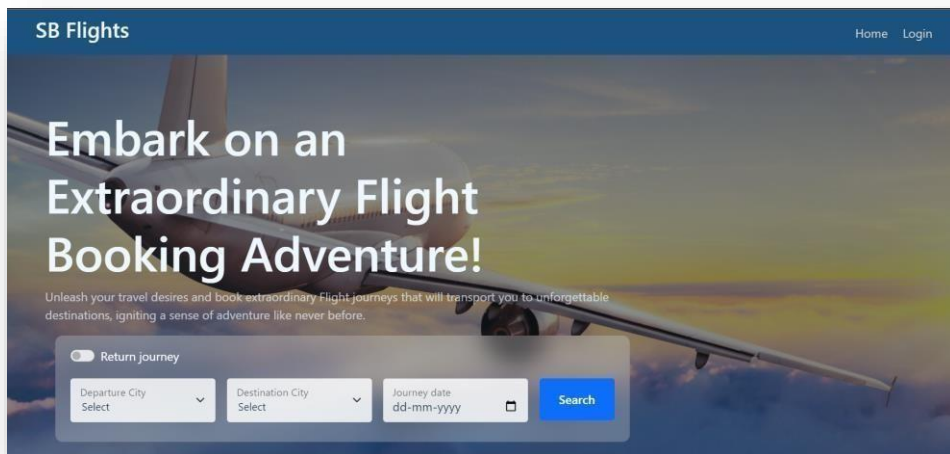 SB Flights
Home Login
Embark on an
Extraordinary Flight
Booking Adventure!
Unleash your travel desires and book extraordinary Flight journeys that will transport you to unforgettable
destinations, igniting a sense of adventure like never before.
Return journey
Departure City
Select
Destination City
Select
Journey date
dd-mm-yyyy
Search